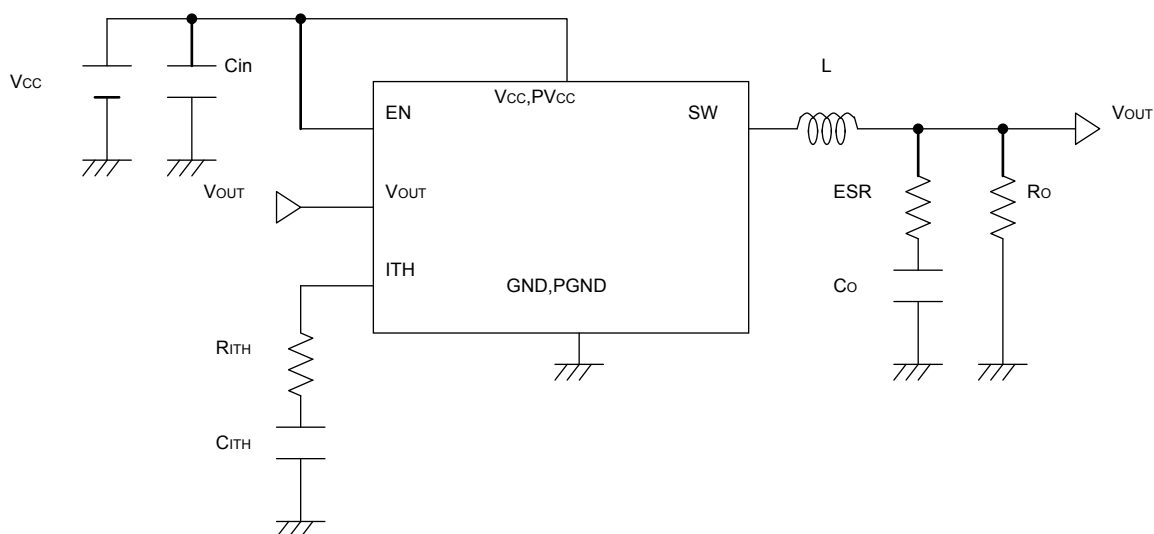 L
Cin
VCC
VCC,PVCC
EN
SW
VOUT
VOUT
VOUT
ESR
RO
ITH
GND,PGND
CO
RITH
CITH